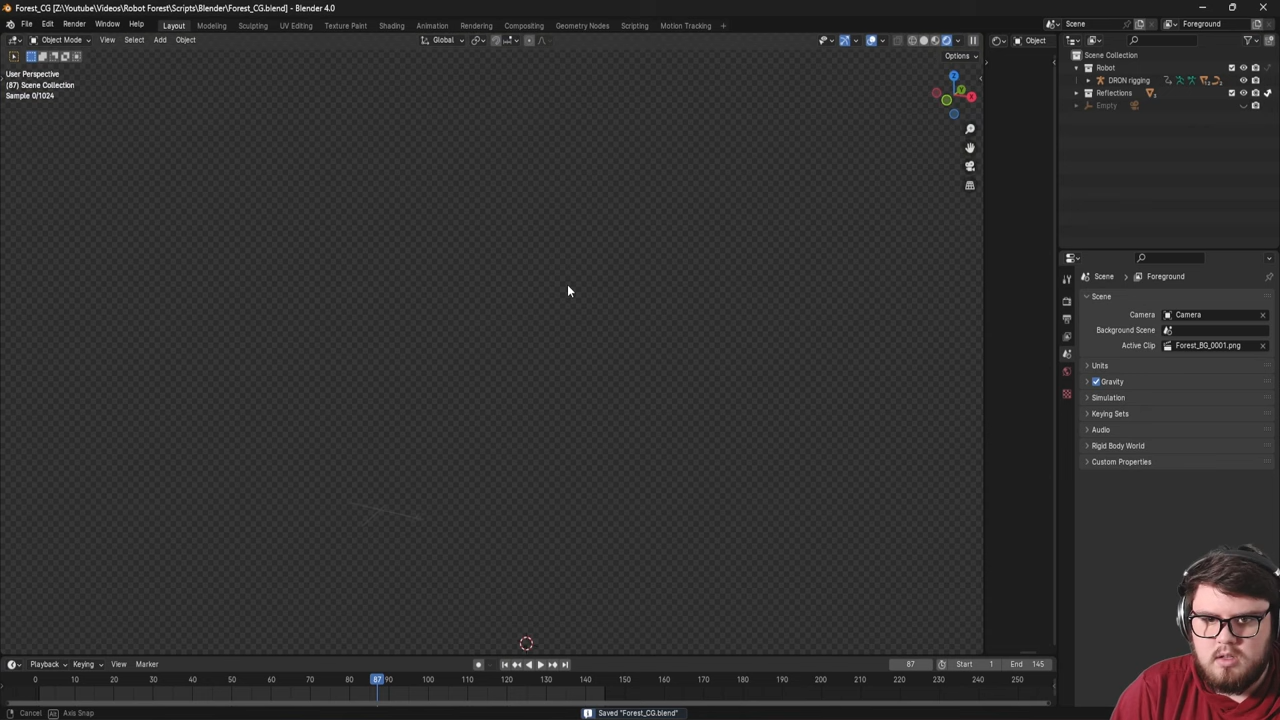 Forest_CG [Z:\Youtube\Videos\Robot Forest\Scripts\Blender\Forest_CG.blend] - Blender 4.0
File Edit Render Window Help
Layout Modeling Sculpting UV Editing Texture Paint Shading Animation Rendering Compositing Geometry Nodes Scripting Motion Tracking +
Scene Foreground
Object Mode View Select Add Object
Global
Object
Options
User Perspective
(87) Scene Collection
Sample 0/1024
Z
Y
X
Scene Collection
Robot
DRON rigging
Reflections
Empty
Scene > Foreground
Scene
Camera Camera
Background Scene
Active Clip Forest_BG_0001.png
Units
Gravity
Simulation
Keying Sets
Audio
Rigid Body World
Custom Properties
Playback Keying View Marker
87 Start 1 End 145
0 10 20 30 40 50 60 70 80 87 90 100 110 120 130 140 150 160 170 180 190 200 210 220 230 240 250
Cancel Axis Snap
Saved "Forest_CG.blend"